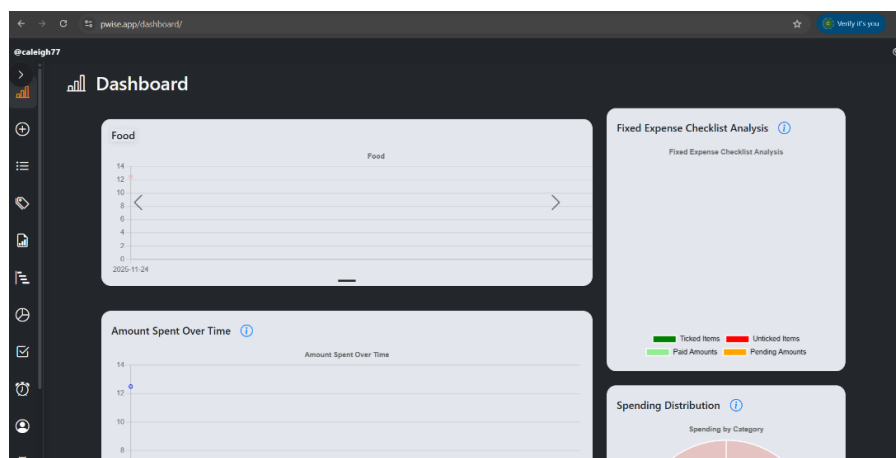 pwise.app/dashboard/
Verify it's you
@caleigh77
Dashboard
Food
Food
14
12
10
8
6
4
2
0
2025-11-24
Amount Spent Over Time
Amount Spent Over Time
14
12
10
8
Fixed Expense Checklist Analysis
Fixed Expense Checklist Analysis
Ticked Items
Unticked Items
Paid Amounts
Pending Amounts
Spending Distribution
Spending by Category